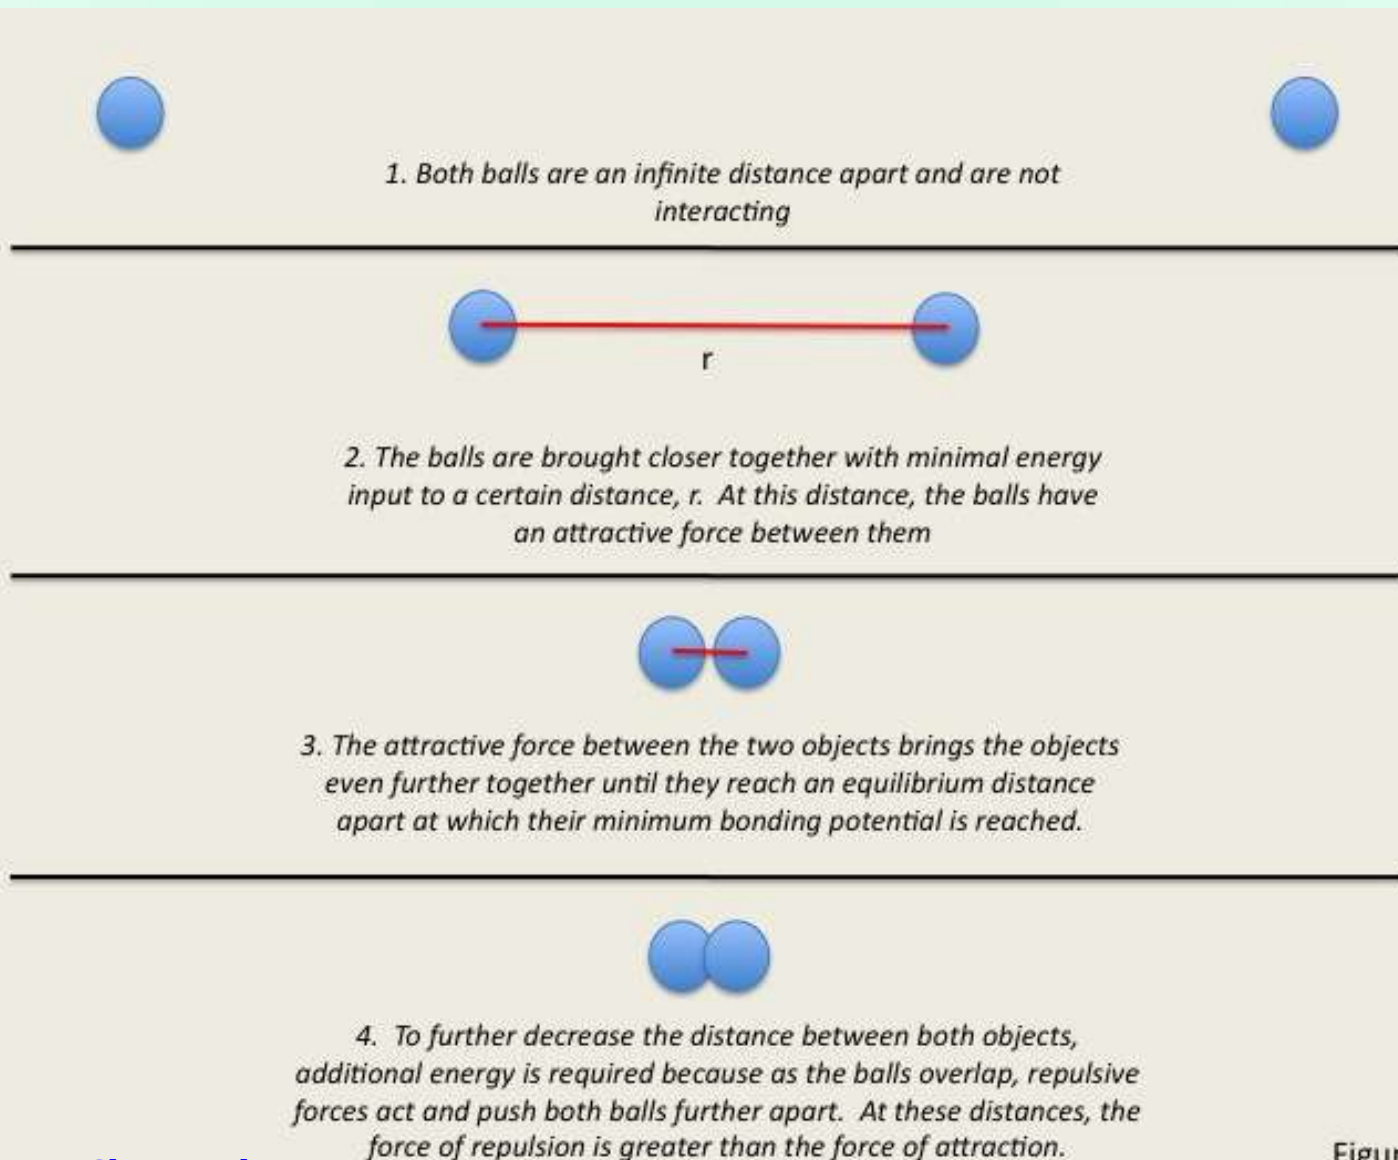 1. Both balls are an infinite distance apart and are not
interacting
r
2. The balls are brought closer together with minimal energy
input to a certain distance, r. At this distance, the balls have
an attractive force between them
3. The attractive force between the two objects brings the objects
even further together until they reach an equilibrium distance
apart at which their minimum bonding potential is reached.
4. To further decrease the distance between both objects,
additional energy is required because as the balls overlap, repulsive
forces act and push both balls further apart. At these distances, the
force of repulsion is greater than the force of attraction.